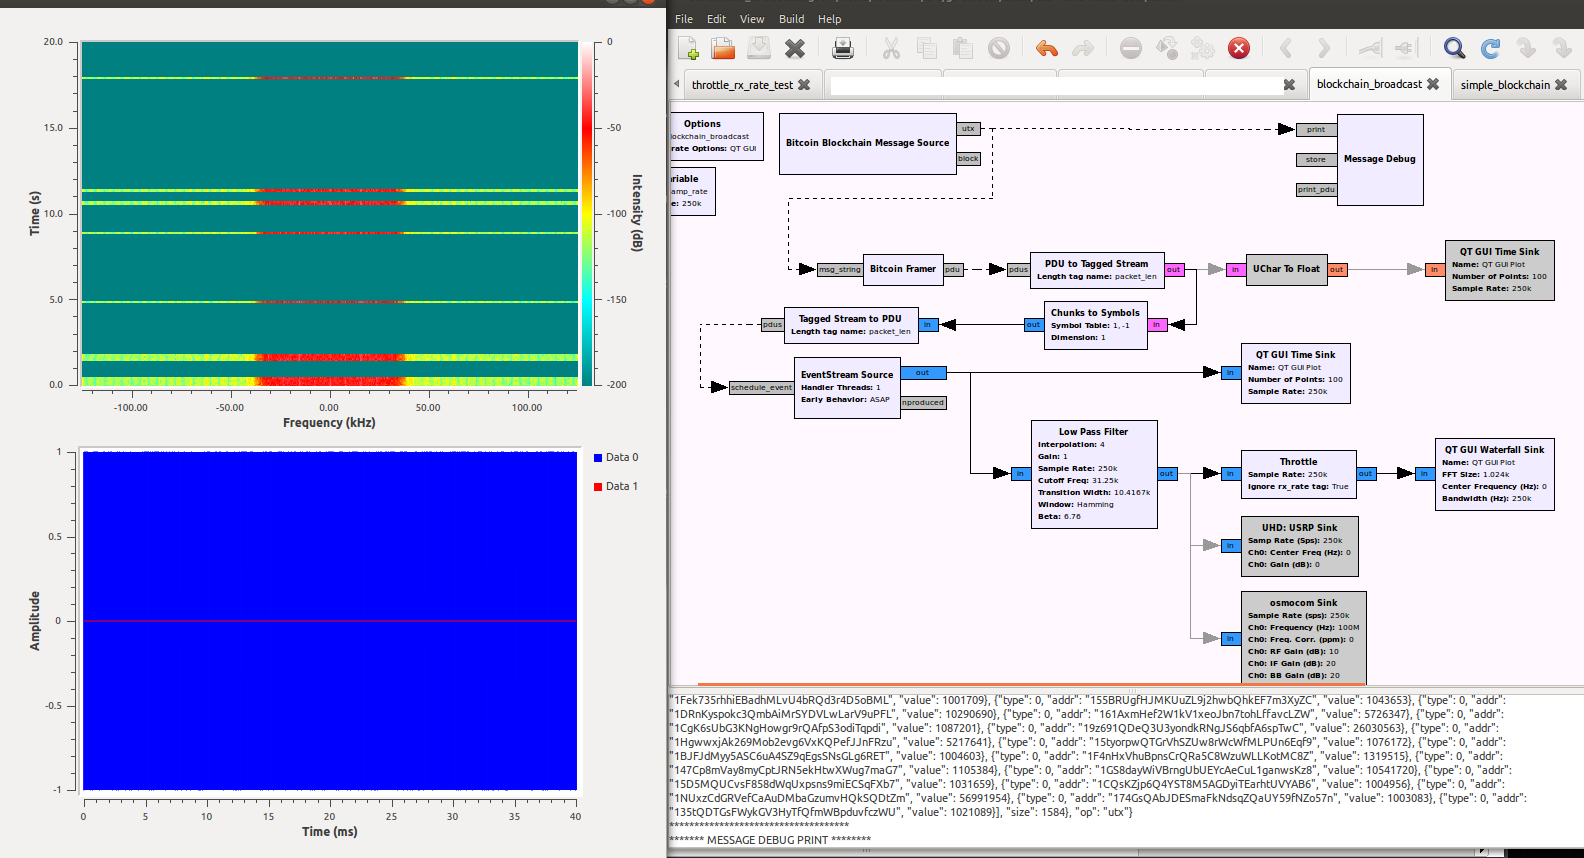 20.0
15.0
10.0
5.0
0.0
Time (s)
-100.00
-50.00
0.00
50.00
100.00
Frequency (kHz)
0
-50
-100
-150
-200
Intensity (dB)
1
0.5
0
-0.5
-1
Amplitude
0
5
10
15
20
25
30
35
40
Time (ms)
Data 0
Data 1
File Edit View Build Help
throttle_rx_rate_test
blockchain_broadcast
simple_blockchain
Options
lockchain_broadcast
rate Options: QT GUI
riable
amp_rate
e: 250k
Bitcoin Blockchain Message Source
utx
block
print
store
print_pdu
Message Debug
msg_string
Bitcoin Framer
pdu
pdus
PDU to Tagged Stream
Length tag name: packet_len
out
in
UChar To Float
out
in
QT GUI Time Sink
Name: QT GUI Plot
Number of Points: 100
Sample Rate: 250k
pdus
Tagged Stream to PDU
Length tag name: packet_len
in
out
Chunks to Symbols
Symbol Table: 1, -1
Dimension: 1
in
schedule_event
EventStream Source
Handler Threads: 1
Early Behavior: ASAP
out
nproduced
in
QT GUI Time Sink
Name: QT GUI Plot
Number of Points: 100
Sample Rate: 250k
in
Low Pass Filter
Interpolation: 4
Gain: 1
Sample Rate: 250k
Cutoff Freq: 31.25k
Transition Width: 10.4167k
Window: Hamming
Beta: 6.76
out
in
Throttle
Sample Rate: 250k
Ignore rx_rate tag: True
out
in
QT GUI Waterfall Sink
Name: QT GUI Plot
FFT Size: 1.024k
Center Frequency (Hz): 0
Bandwidth (Hz): 250k
in
UHD: USRP Sink
Samp Rate (Sps): 250k
Ch0: Center Freq (Hz): 0
Ch0: Gain (dB): 0
in
osmocom Sink
Sample Rate (sps): 250k
Ch0: Frequency (Hz): 100M
Ch0: Freq. Corr. (ppm): 0
Ch0: RF Gain (dB): 10
Ch0: IF Gain (dB): 20
Ch0: BB Gain (dB): 20
"1Fek735rhhiEBadhMLvU4bRQd3r4D5oBML", "value": 1001709}, {"type": 0, "addr": "155BRUgfHJMKUuZL9j2hwbQhkEF7m3XyZC", "value": 1043653}, {"type": 0, "addr":
"1DRnKyspokc3QmbAiMrSYDVLwLarV9uPFL", "value": 10290690}, {"type": 0, "addr": "161AxmHef2W1kV1xeoJbn7tohLffavcLZW", "value": 5726347}, {"type": 0, "addr":
"1CgK6sUbG3KNgHowgr9rQAfpS3odiTqpdi", "value": 1087201}, {"type": 0, "addr": "19z691QDeQ3U3yondkRNgJS6qbfA6spTwC", "value": 26030563}, {"type": 0, "addr":
"1HgwwxjAk269Mob2evg6VxKQPefJJnFRzu", "value": 5217641}, {"type": 0, "addr": "15tyorpwQTGrVhSZUw8rWcWfMLPUn6Eqf9", "value": 1076172}, {"type": 0, "addr":
"1BJFJdMyy5ASC6uA4SZ9qEgsSNsGLg6RET", "value": 1004603}, {"type": 0, "addr": "1F4nHxVhuBpnsCrQRa5C8WzuWLLKotMC8Z", "value": 1319515}, {"type": 0, "addr":
"147Cp8mVay8myCptJRN5ekHtwXWug7maG7", "value": 1105384}, {"type": 0, "addr": "1GS8dayWiVBrngUbUEYcAeCuL1ganwsKz8", "value": 10541720}, {"type": 0, "addr":
"15D5MQUCvsF858dWqUxpsns9miECSqFXb7", "value": 1031659}, {"type": 0, "addr": "1CQsKZjp6Q4YST8M5AGDyiTEarhtUVYAB6", "value": 1004956}, {"type": 0, "addr":
"1NUxzCdGRVefCaAuDMbaGzumvHQkSQDtZm", "value": 56991954}, {"type": 0, "addr": "174GsQAbJDESmaFkNdsqZQaUY59fNZo57n", "value": 1003083}, {"type": 0, "addr":
"135tQDTGsFWykGV3HyTfQfmWBpduvfczWU", "value": 1021089}], "size": 1584}, "op": "utx"}
***********************************
******* MESSAGE DEBUG PRINT ********